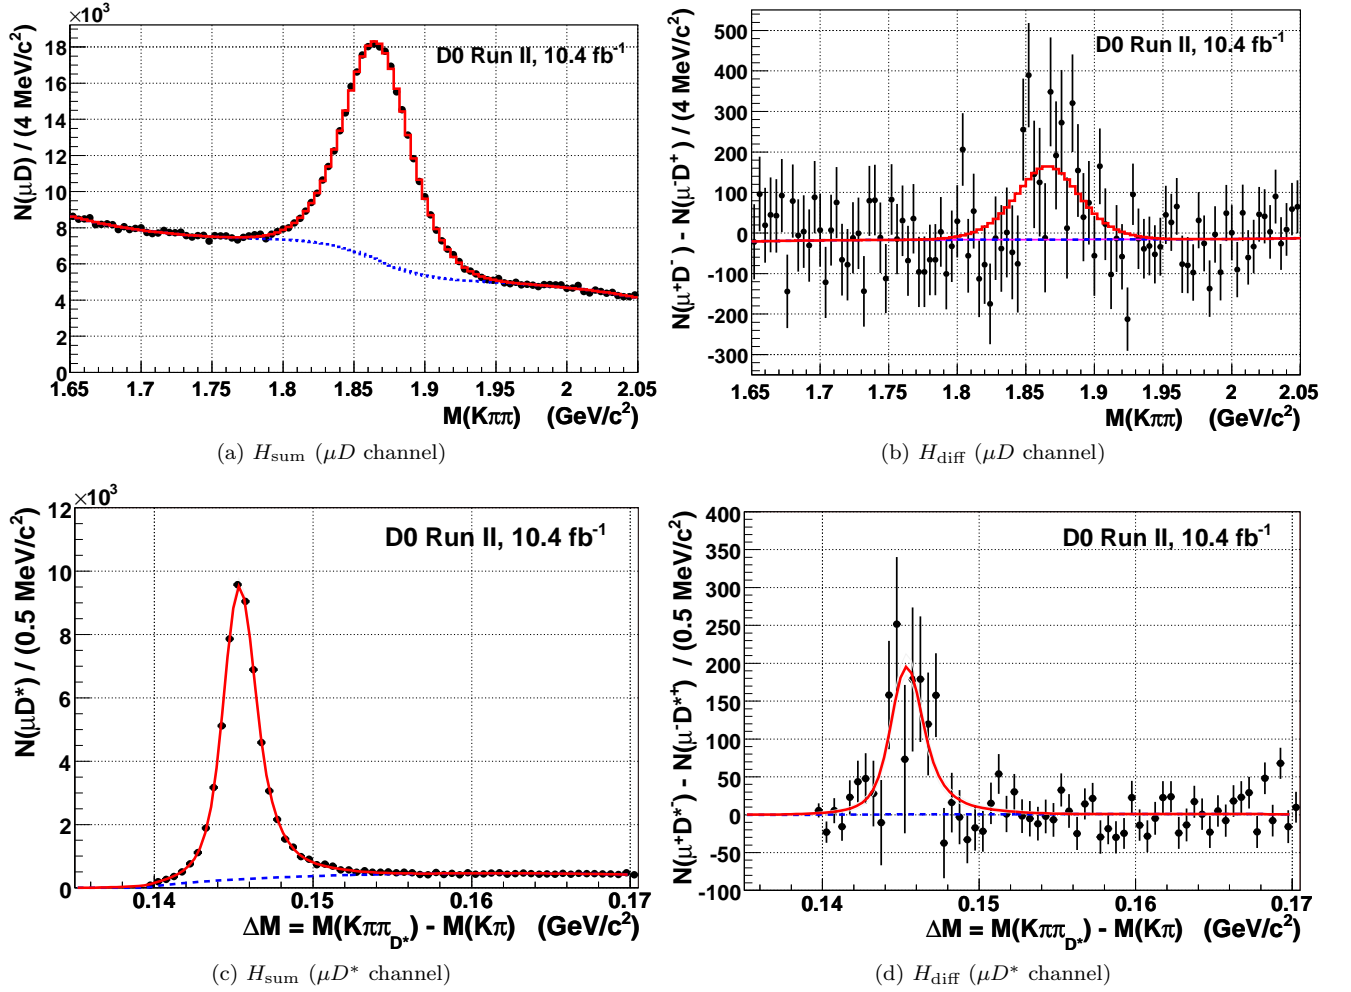 ×10³
N(μD) / (4 MeV/c²)
D0 Run II, 10.4 fb⁻¹
18
16
14
12
10
8
6
4
2
0
1.65 1.7 1.75 1.8 1.85 1.9 1.95 2 2.05
M(Kππ) (GeV/c²)
(a) H_sum (μD channel)
N(μ⁺D⁻) - N(μ⁻D⁺) / (4 MeV/c²)
D0 Run II, 10.4 fb⁻¹
500
400
300
200
100
0
-100
-200
-300
1.65 1.7 1.75 1.8 1.85 1.9 1.95 2 2.05
M(Kππ) (GeV/c²)
(b) H_diff (μD channel)
×10³
N(μD*) / (0.5 MeV/c²)
D0 Run II, 10.4 fb⁻¹
12
10
8
6
4
2
0
0.14 0.15 0.16 0.17
ΔM = M(Kππ_D*) - M(Kπ) (GeV/c²)
(c) H_sum (μD* channel)
N(μ⁺D*⁻) - N(μ⁻D*⁺) / (0.5 MeV/c²)
D0 Run II, 10.4 fb⁻¹
400
350
300
250
200
150
100
50
0
-50
-100
0.14 0.15 0.16 0.17
ΔM = M(Kππ_D*) - M(Kπ) (GeV/c²)
(d) H_diff (μD* channel)